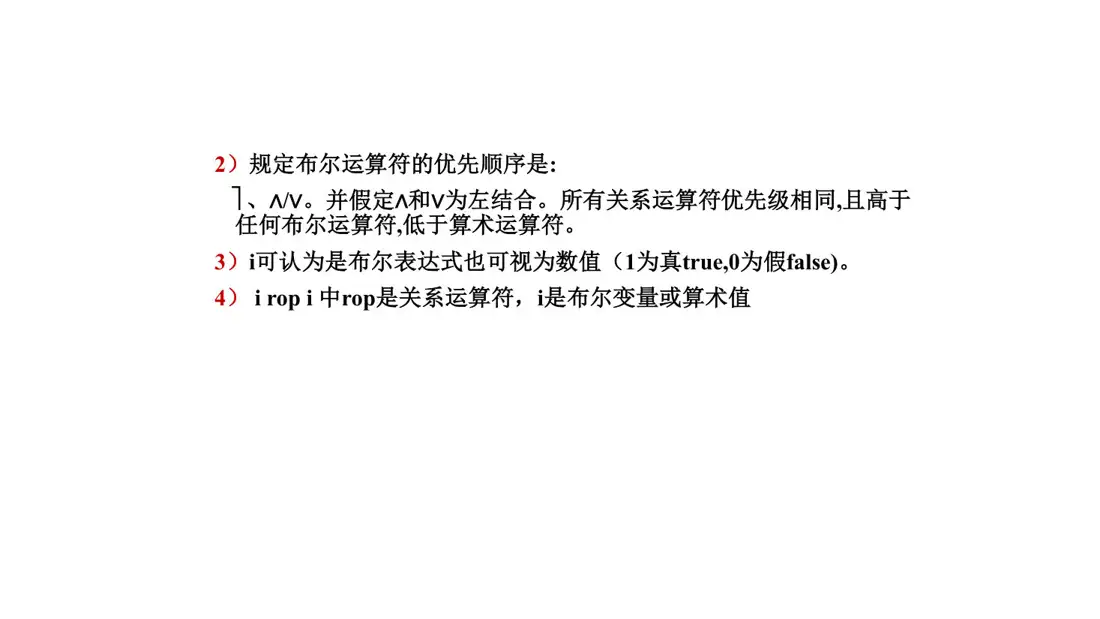 2）规定布尔运算符的优先顺序是:
⏋、∧/∨。并假定∧和∨为左结合。所有关系运算符优先级相同,且高于
任何布尔运算符,低于算术运算符。
3）i可认为是布尔表达式也可视为数值（1为真true,0为假false)。
4） i rop i 中rop是关系运算符，i是布尔变量或算术值